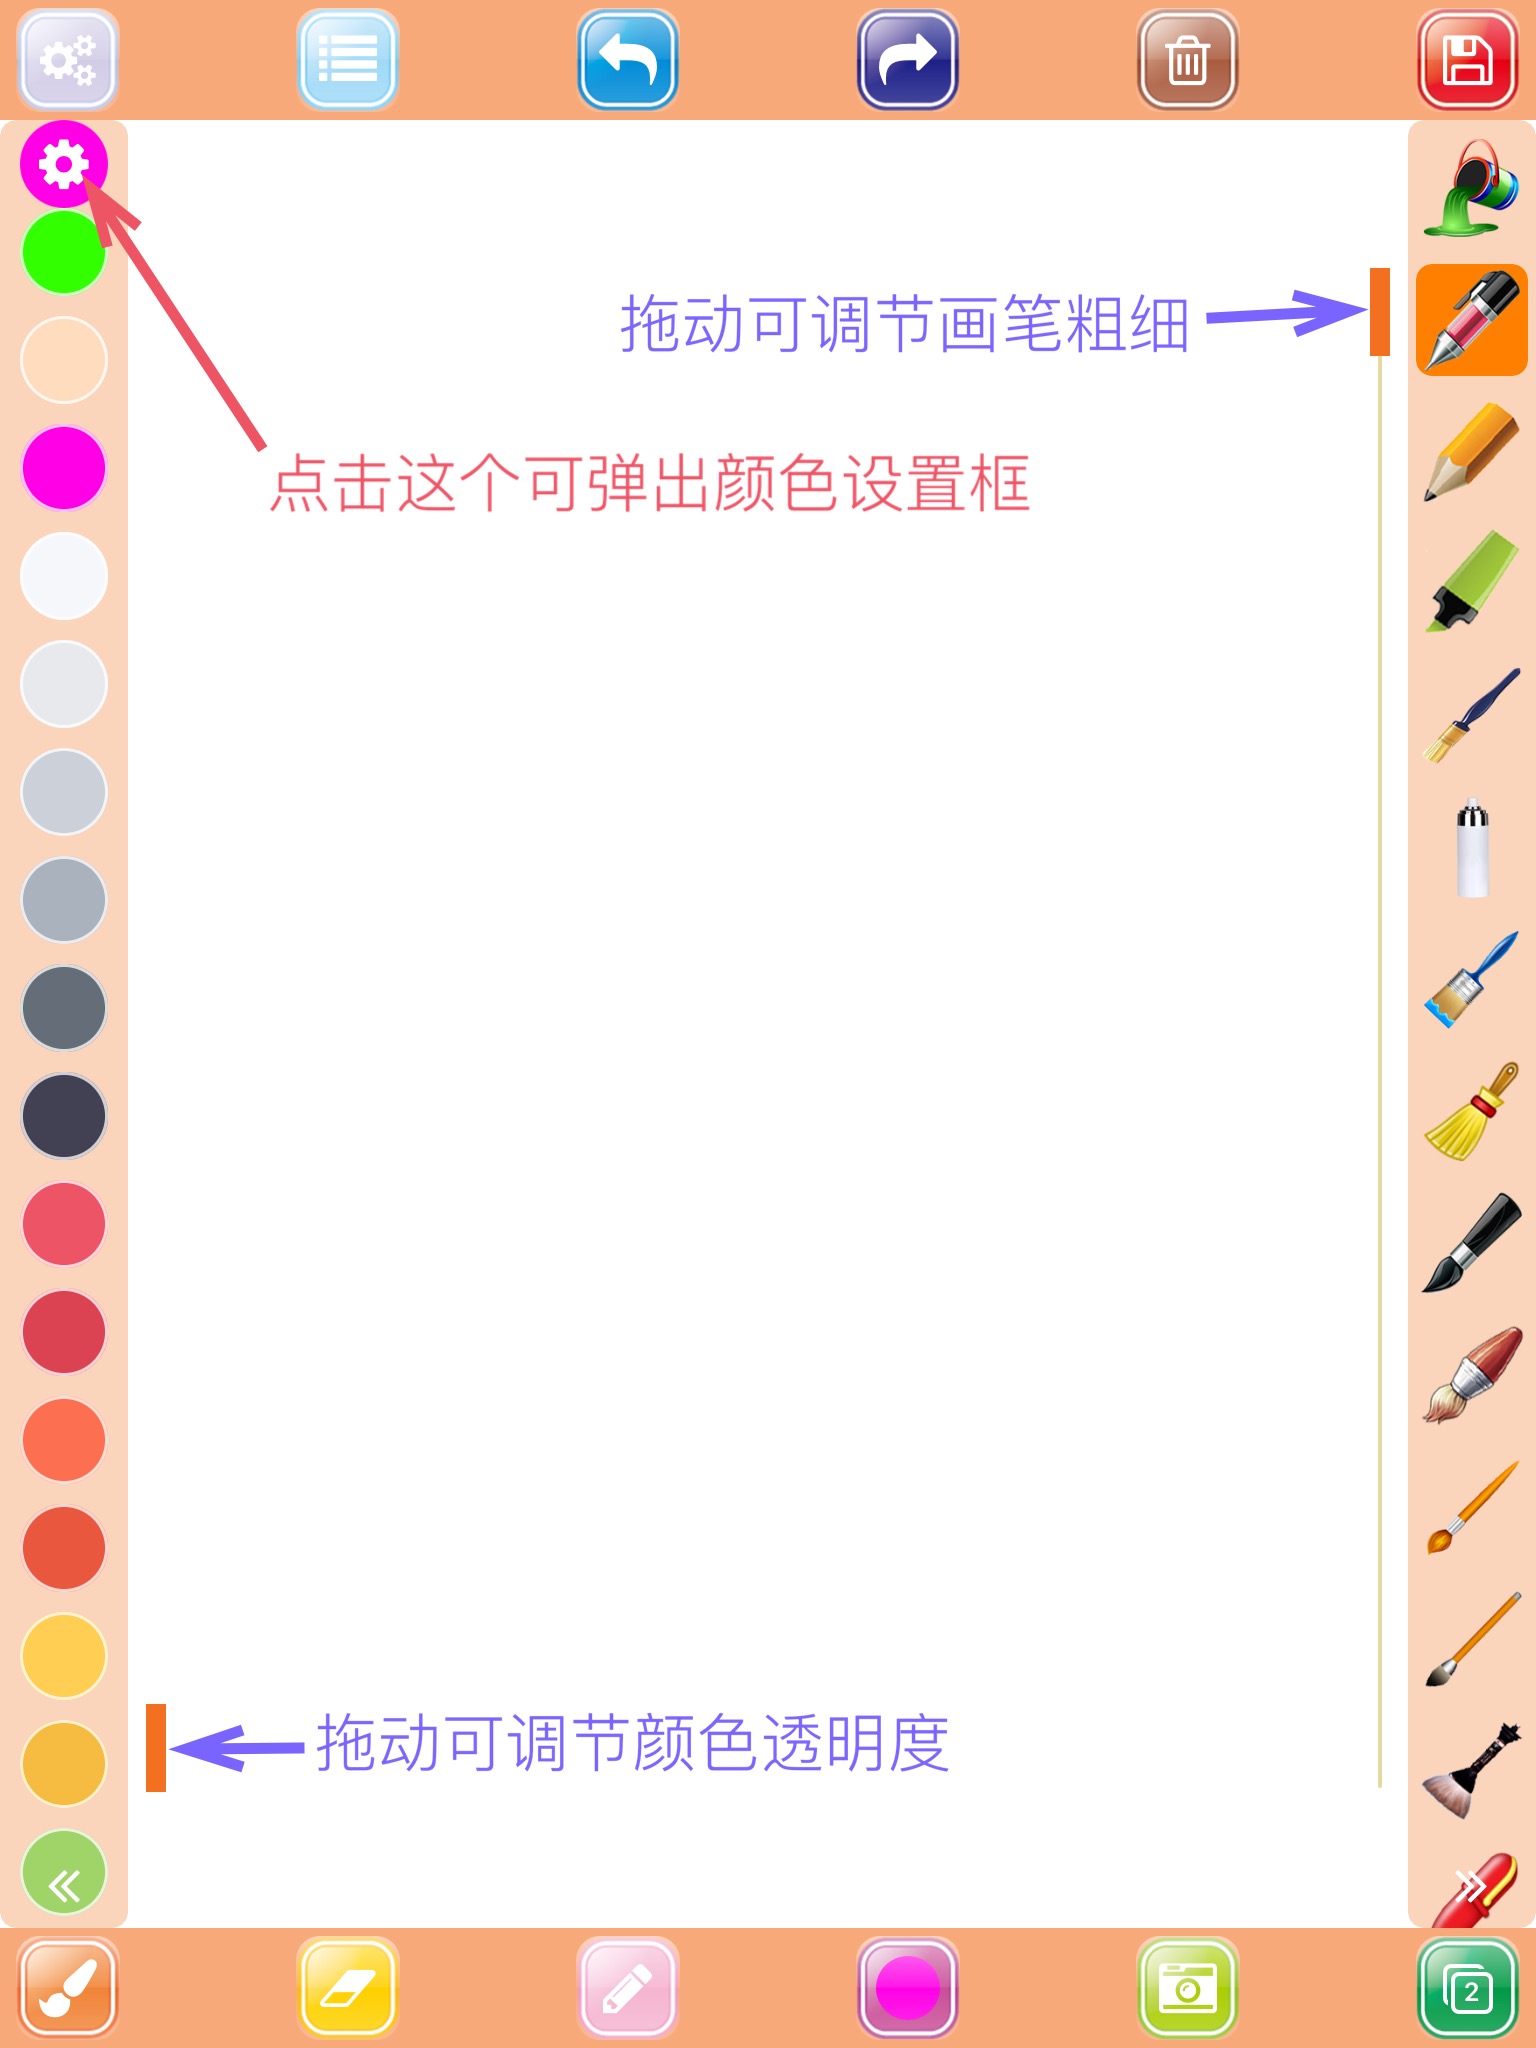 拖动可调节画笔粗细
点击这个可弹出颜色设置框
拖动可调节颜色透明度
2